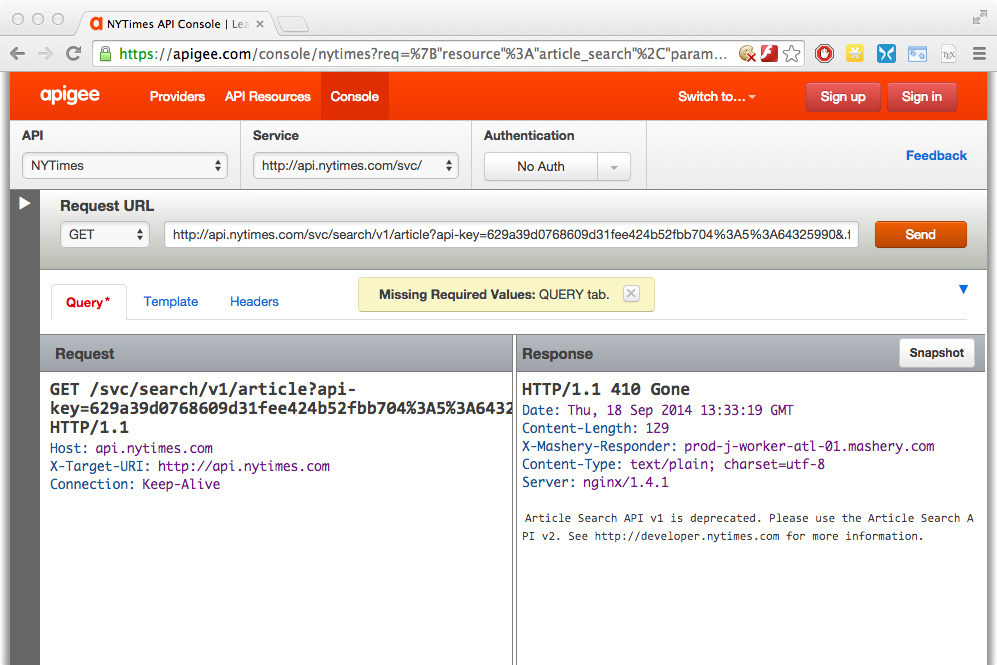 NYTimes API Console | Lea
https://apigee.com/console/nytimes?req=%7B"resource"%3A"article_search"%2C"param...
apigee Providers API Resources Console Switch to... Sign up Sign in
API Service Authentication
NYTimes http://api.nytimes.com/svc/ No Auth Feedback
Request URL
GET http://api.nytimes.com/svc/search/v1/article?api-key=629a39d0768609d31fee424b52fbb704%3A5%3A64325990&.f Send
Query* Template Headers Missing Required Values: QUERY tab.
Request
GET /svc/search/v1/article?api-
key=629a39d0768609d31fee424b52fbb704%3A5%3A6432
HTTP/1.1
Host: api.nytimes.com
X-Target-URI: http://api.nytimes.com
Connection: Keep-Alive
Response Snapshot
HTTP/1.1 410 Gone
Date: Thu, 18 Sep 2014 13:33:19 GMT
Content-Length: 129
X-Mashery-Responder: prod-j-worker-atl-01.mashery.com
Content-Type: text/plain; charset=utf-8
Server: nginx/1.4.1
Article Search API v1 is deprecated. Please use the Article Search A
PI v2. See http://developer.nytimes.com for more information.